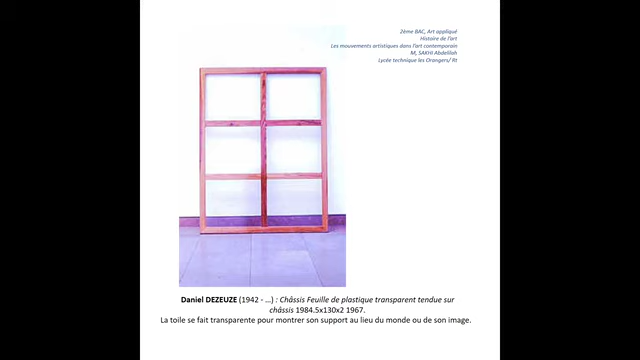 2ème BAC, Art appliqué
Histoire de l'art
Les mouvements artistiques dans l'art contemporain
M, SAKHI Abdelilah
Lycée technique les Orangers/ Rt
Daniel DEZEUZE (1942 - ...) : Châssis Feuille de plastique transparent tendue sur
châssis 1984.5x130x2 1967.
La toile se fait transparente pour montrer son support au lieu du monde ou de son image.